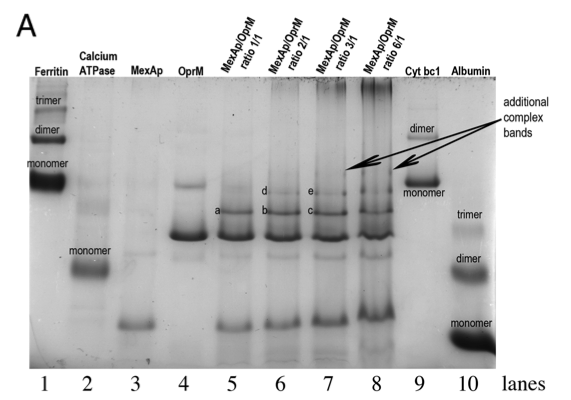 A
Ferritin
Calcium
ATPase
MexAp
OprM
MexAp/OprM
ratio 1/1
MexAp/OprM
ratio 2/1
MexAp/OprM
ratio 3/1
MexAp/OprM
ratio 6/1
Cyt bc1
Albumin
additional
complex
bands
trimer
dimer
monomer
monomer
a
d
b
e
c
dimer
monomer
trimer
dimer
monomer
1 2 3 4 5 6 7 8 9 10 lanes